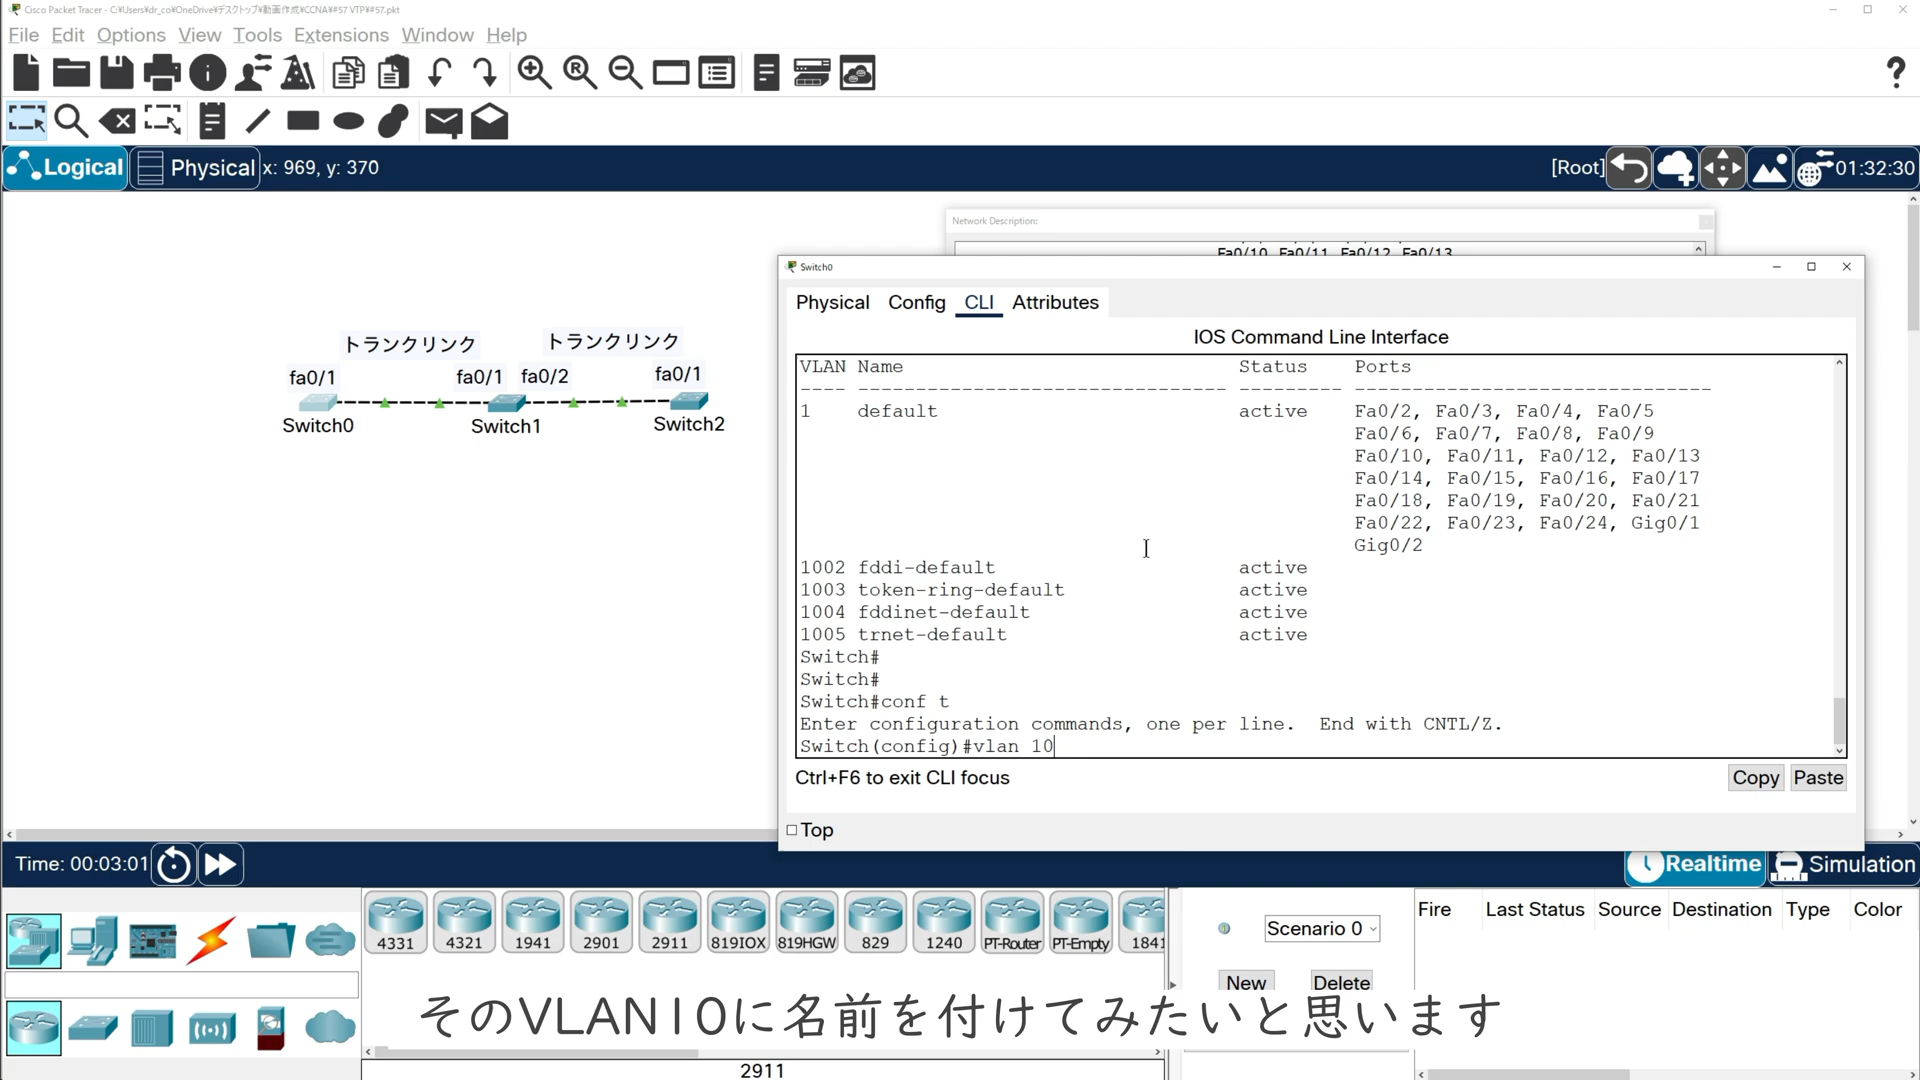 Cisco Packet Tracer - C:¥Users¥dr_co¥OneDrive¥デスクトップ¥動画作成¥CCNA¥#57 VTP¥#57.pkt
File Edit Options View Tools Extensions Window Help
Logical Physical x: 969, y: 370 [Root] 01:32:30
Network Description:
Fa0/10, Fa0/11, Fa0/12, Fa0/13
Switch0
Physical Config CLI Attributes
IOS Command Line Interface
トランクリンク トランクリンク
fa0/1 fa0/1 fa0/2 fa0/1
Switch0 Switch1 Switch2
VLAN Name Status Ports
---- -------------------------------- --------- -------------------------------
1 default active Fa0/2, Fa0/3, Fa0/4, Fa0/5
Fa0/6, Fa0/7, Fa0/8, Fa0/9
Fa0/10, Fa0/11, Fa0/12, Fa0/13
Fa0/14, Fa0/15, Fa0/16, Fa0/17
Fa0/18, Fa0/19, Fa0/20, Fa0/21
Fa0/22, Fa0/23, Fa0/24, Gig0/1
Gig0/2
1002 fddi-default active
1003 token-ring-default active
1004 fddinet-default active
1005 trnet-default active
Switch#
Switch#
Switch#conf t
Enter configuration commands, one per line. End with CNTL/Z.
Switch(config)#vlan 10
Ctrl+F6 to exit CLI focus Copy Paste
Top
Time: 00:03:01 Realtime Simulation
4331 4321 1941 2901 2911 819IOX 819HGW 829 1240 PT-Router PT-Empty 1841
Scenario 0
New Delete
Fire Last Status Source Destination Type Color
そのVLAN10に名前を付けてみたいと思います
2911